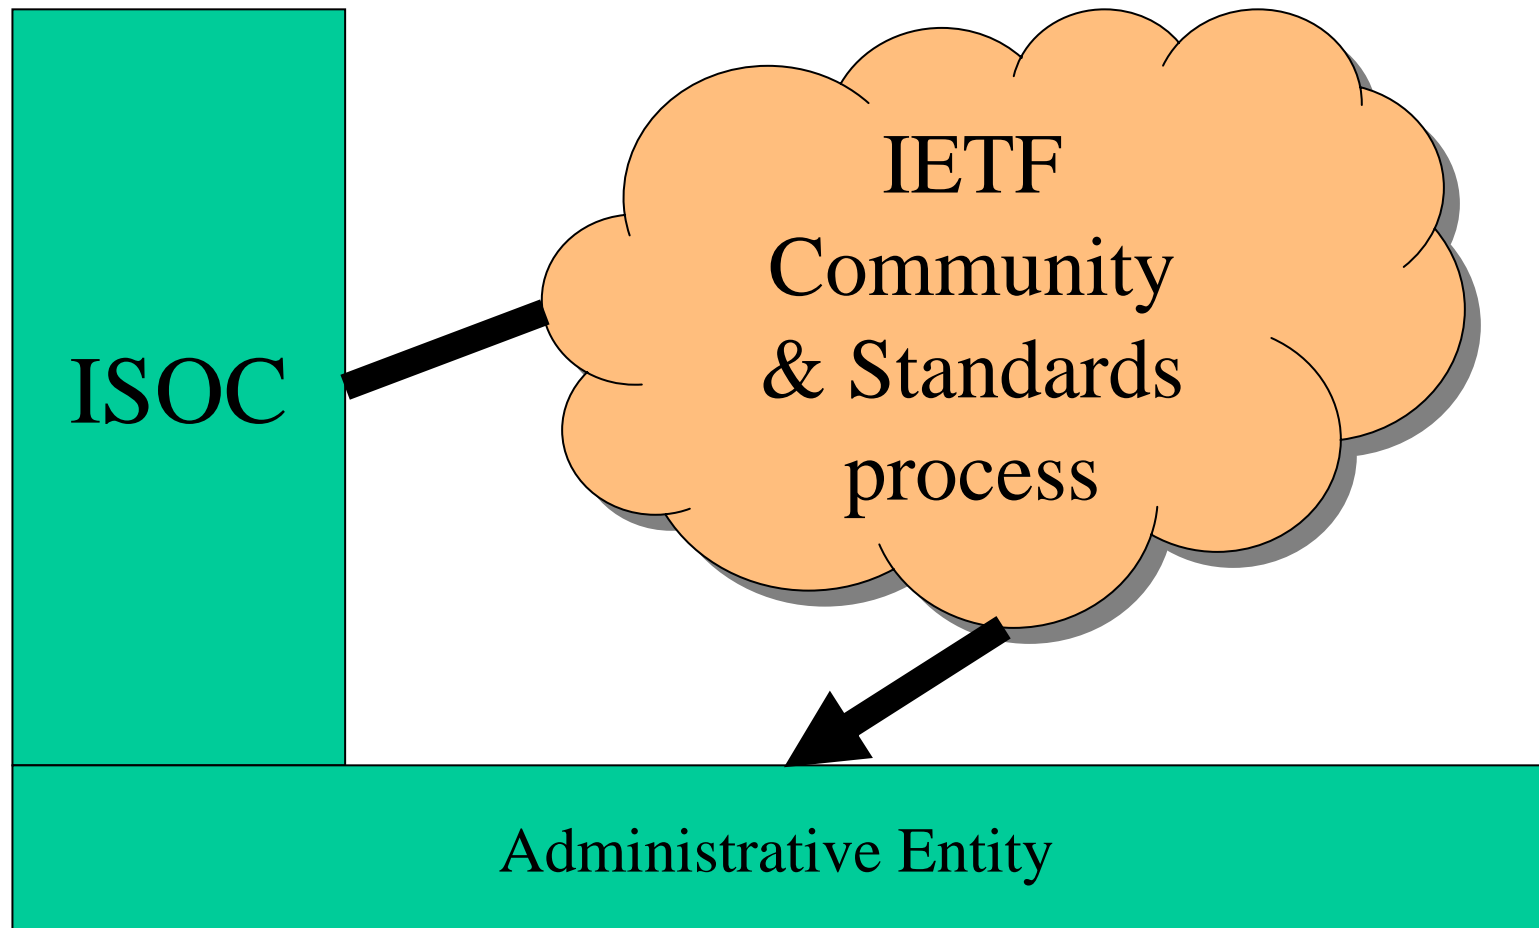 ISOC
IETF
Community
& Standards
process
Administrative Entity